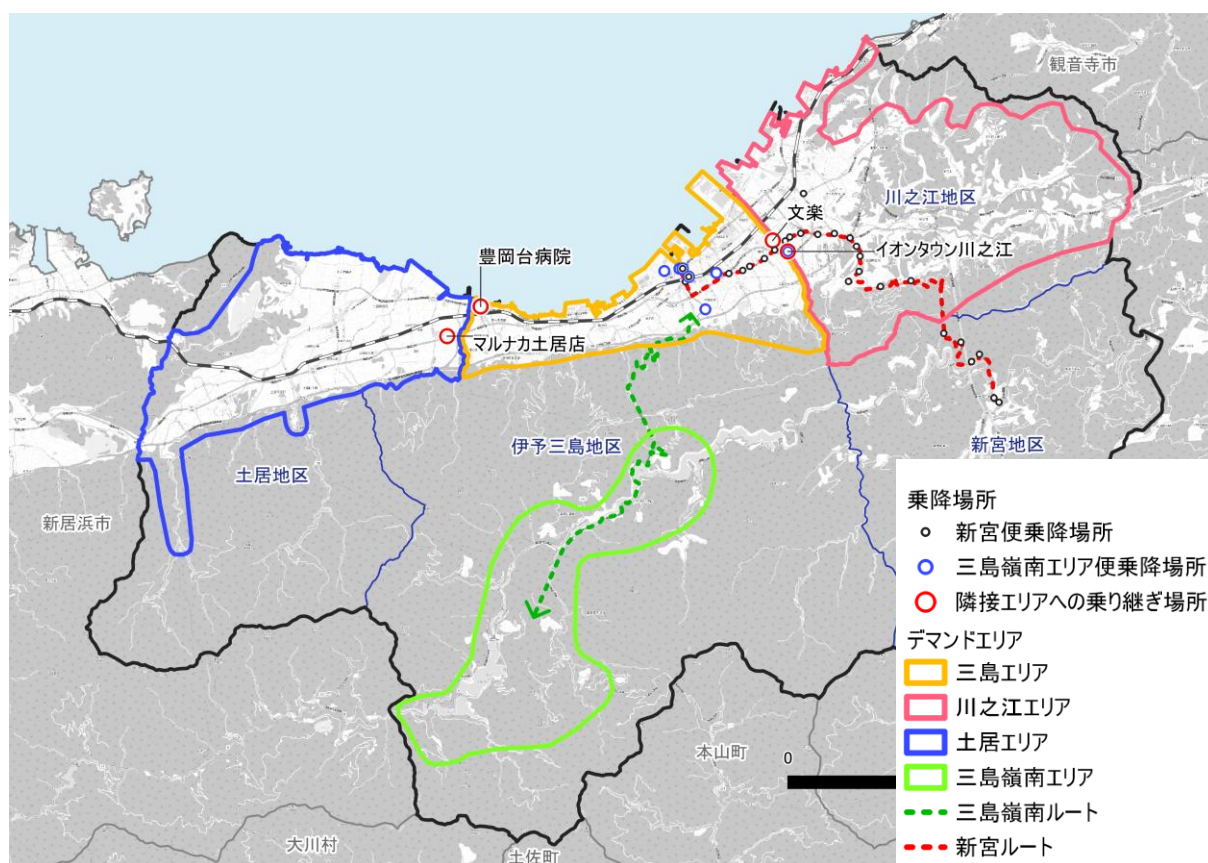 観音寺市
川之江地区
文楽
イオンタウン川之江
豊岡台病院
マルナカ土居店
伊予三島地区
新宮地区
土居地区
新居浜市
本山町
大川村
土佐町
0
乗降場所
新宮便乗降場所
三島嶺南エリア便乗降場所
隣接エリアへの乗り継ぎ場所
デマンドエリア
三島エリア
川之江エリア
土居エリア
三島嶺南エリア
三島嶺南ルート
新宮ルート